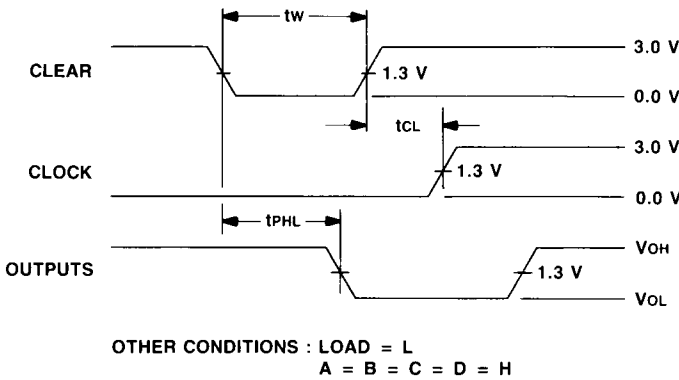 tW
CLEAR
3.0 V
1.3 V
0.0 V
tCL
CLOCK
3.0 V
1.3 V
0.0 V
tPHL
OUTPUTS
VOH
1.3 V
VOL
OTHER CONDITIONS : LOAD = L
A = B = C = D = H